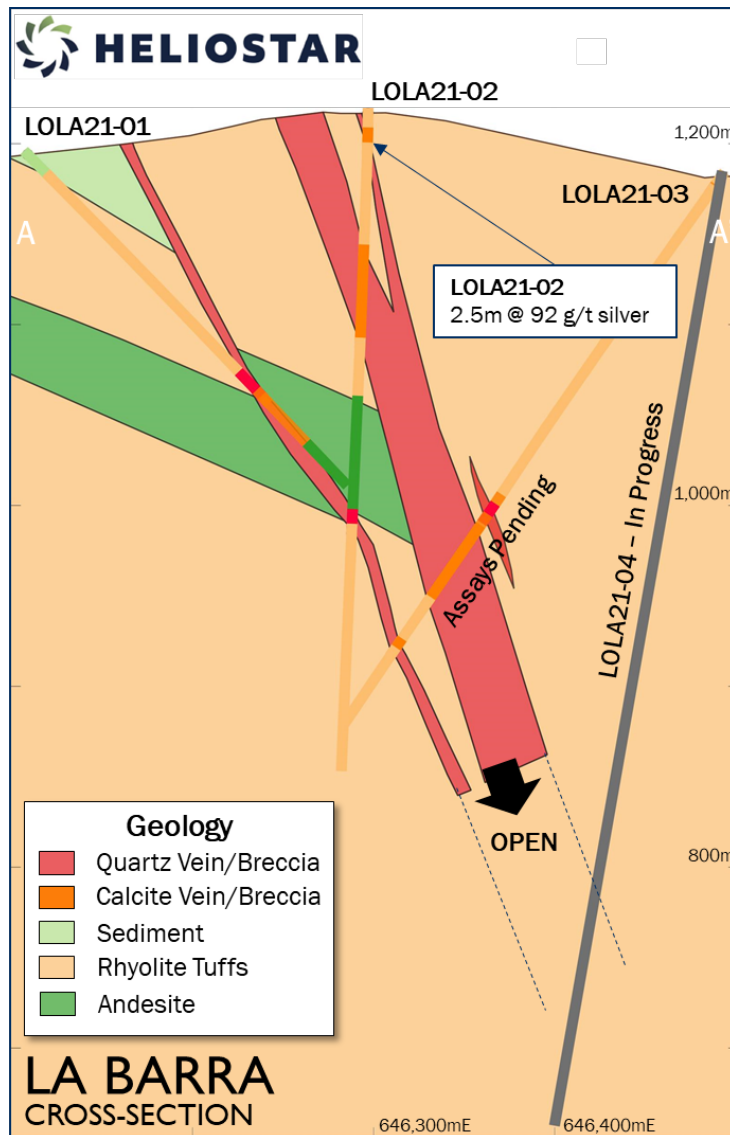 HELIOSTAR
LOLA21-02
LOLA21-01
1,200m
LOLA21-03
A
A
LOLA21-02
2.5m @ 92 g/t silver
1,000m
Assays Pending
LOLA21-04 – In Progress
OPEN
800m
Geology
Quartz Vein/Breccia
Calcite Vein/Breccia
Sediment
Rhyolite Tuffs
Andesite
LA BARRA
CROSS-SECTION
646,300mE
646,400mE